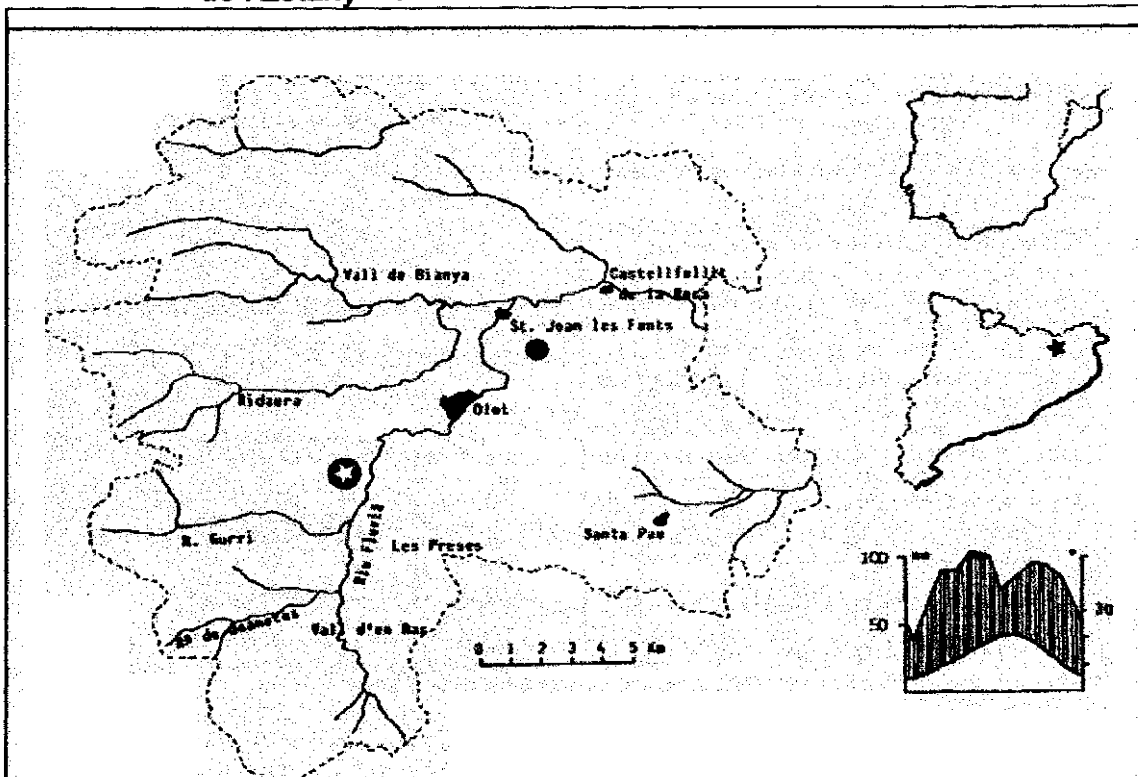 Vall de Bianya
Castellfullit
de la Roca
St. Joan les Fonts
Ridaura
Olot
R. Gurri
Riu Fluvià
Les Preses
Santa Pau
Vall d'en Bas
0 1 2 3 4 5 Km
100
50
30